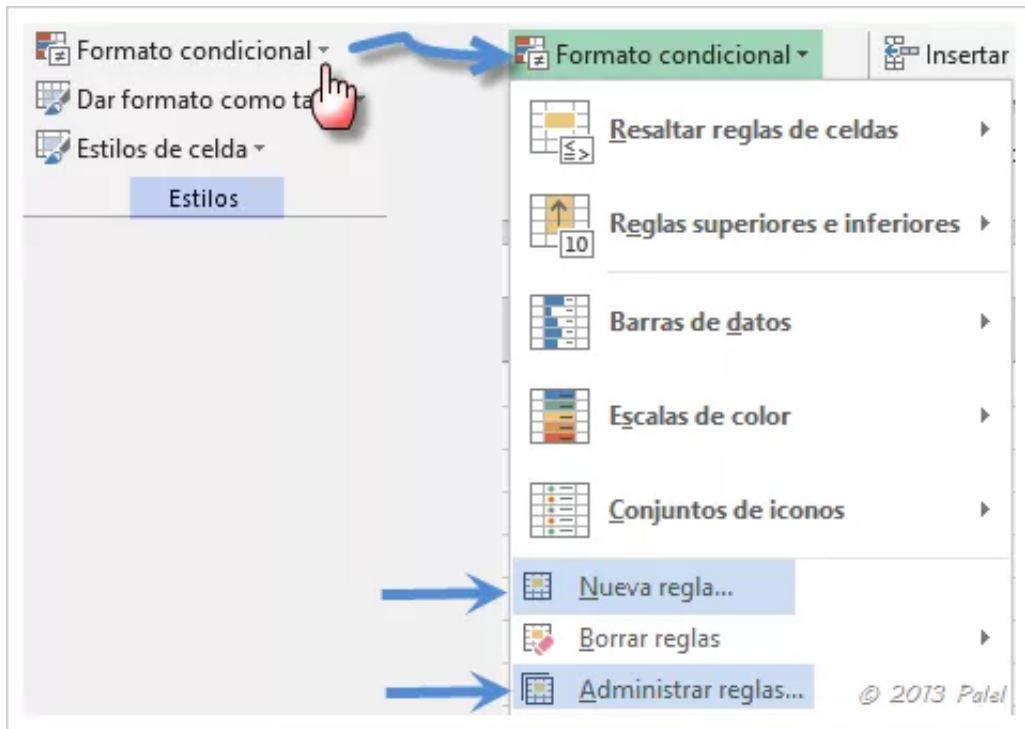 Formato condicional
Dar formato como ta
Estilos de celda
Estilos
Formato condicional
Insertar
Resaltar reglas de celdas
Reglas superiores e inferiores
10
Barras de datos
Escalas de color
Conjuntos de iconos
Nueva regla...
Borrar reglas
Administrar reglas...
© 2013 Palel